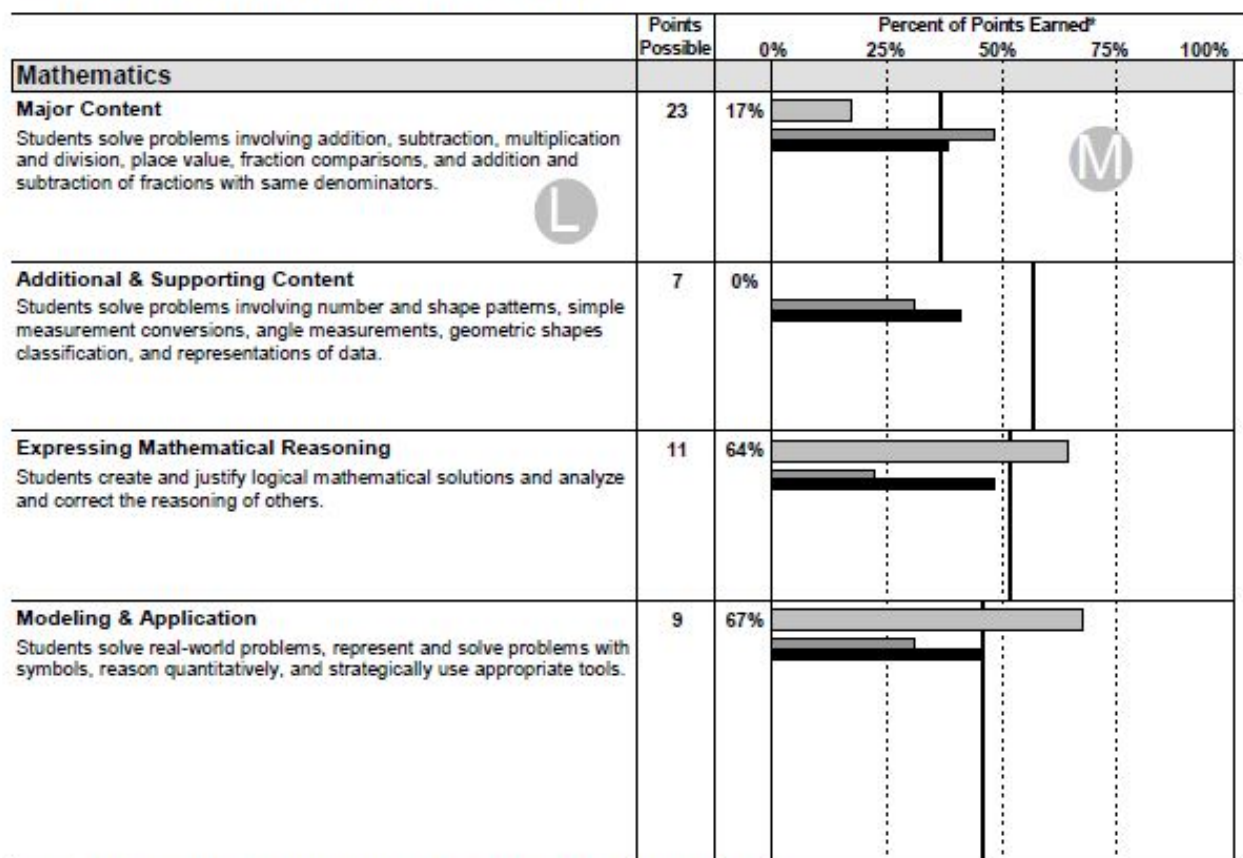 Points Possible
Percent of Points Earned*
0% 25% 50% 75% 100%
Mathematics
Major Content 23 17%
Students solve problems involving addition, subtraction, multiplication
and division, place value, fraction comparisons, and addition and
subtraction of fractions with same denominators.
L
M
Additional & Supporting Content 7 0%
Students solve problems involving number and shape patterns, simple
measurement conversions, angle measurements, geometric shapes
classification, and representations of data.
Expressing Mathematical Reasoning 11 64%
Students create and justify logical mathematical solutions and analyze
and correct the reasoning of others.
Modeling & Application 9 67%
Students solve real-world problems, represent and solve problems with
symbols, reason quantitatively, and strategically use appropriate tools.